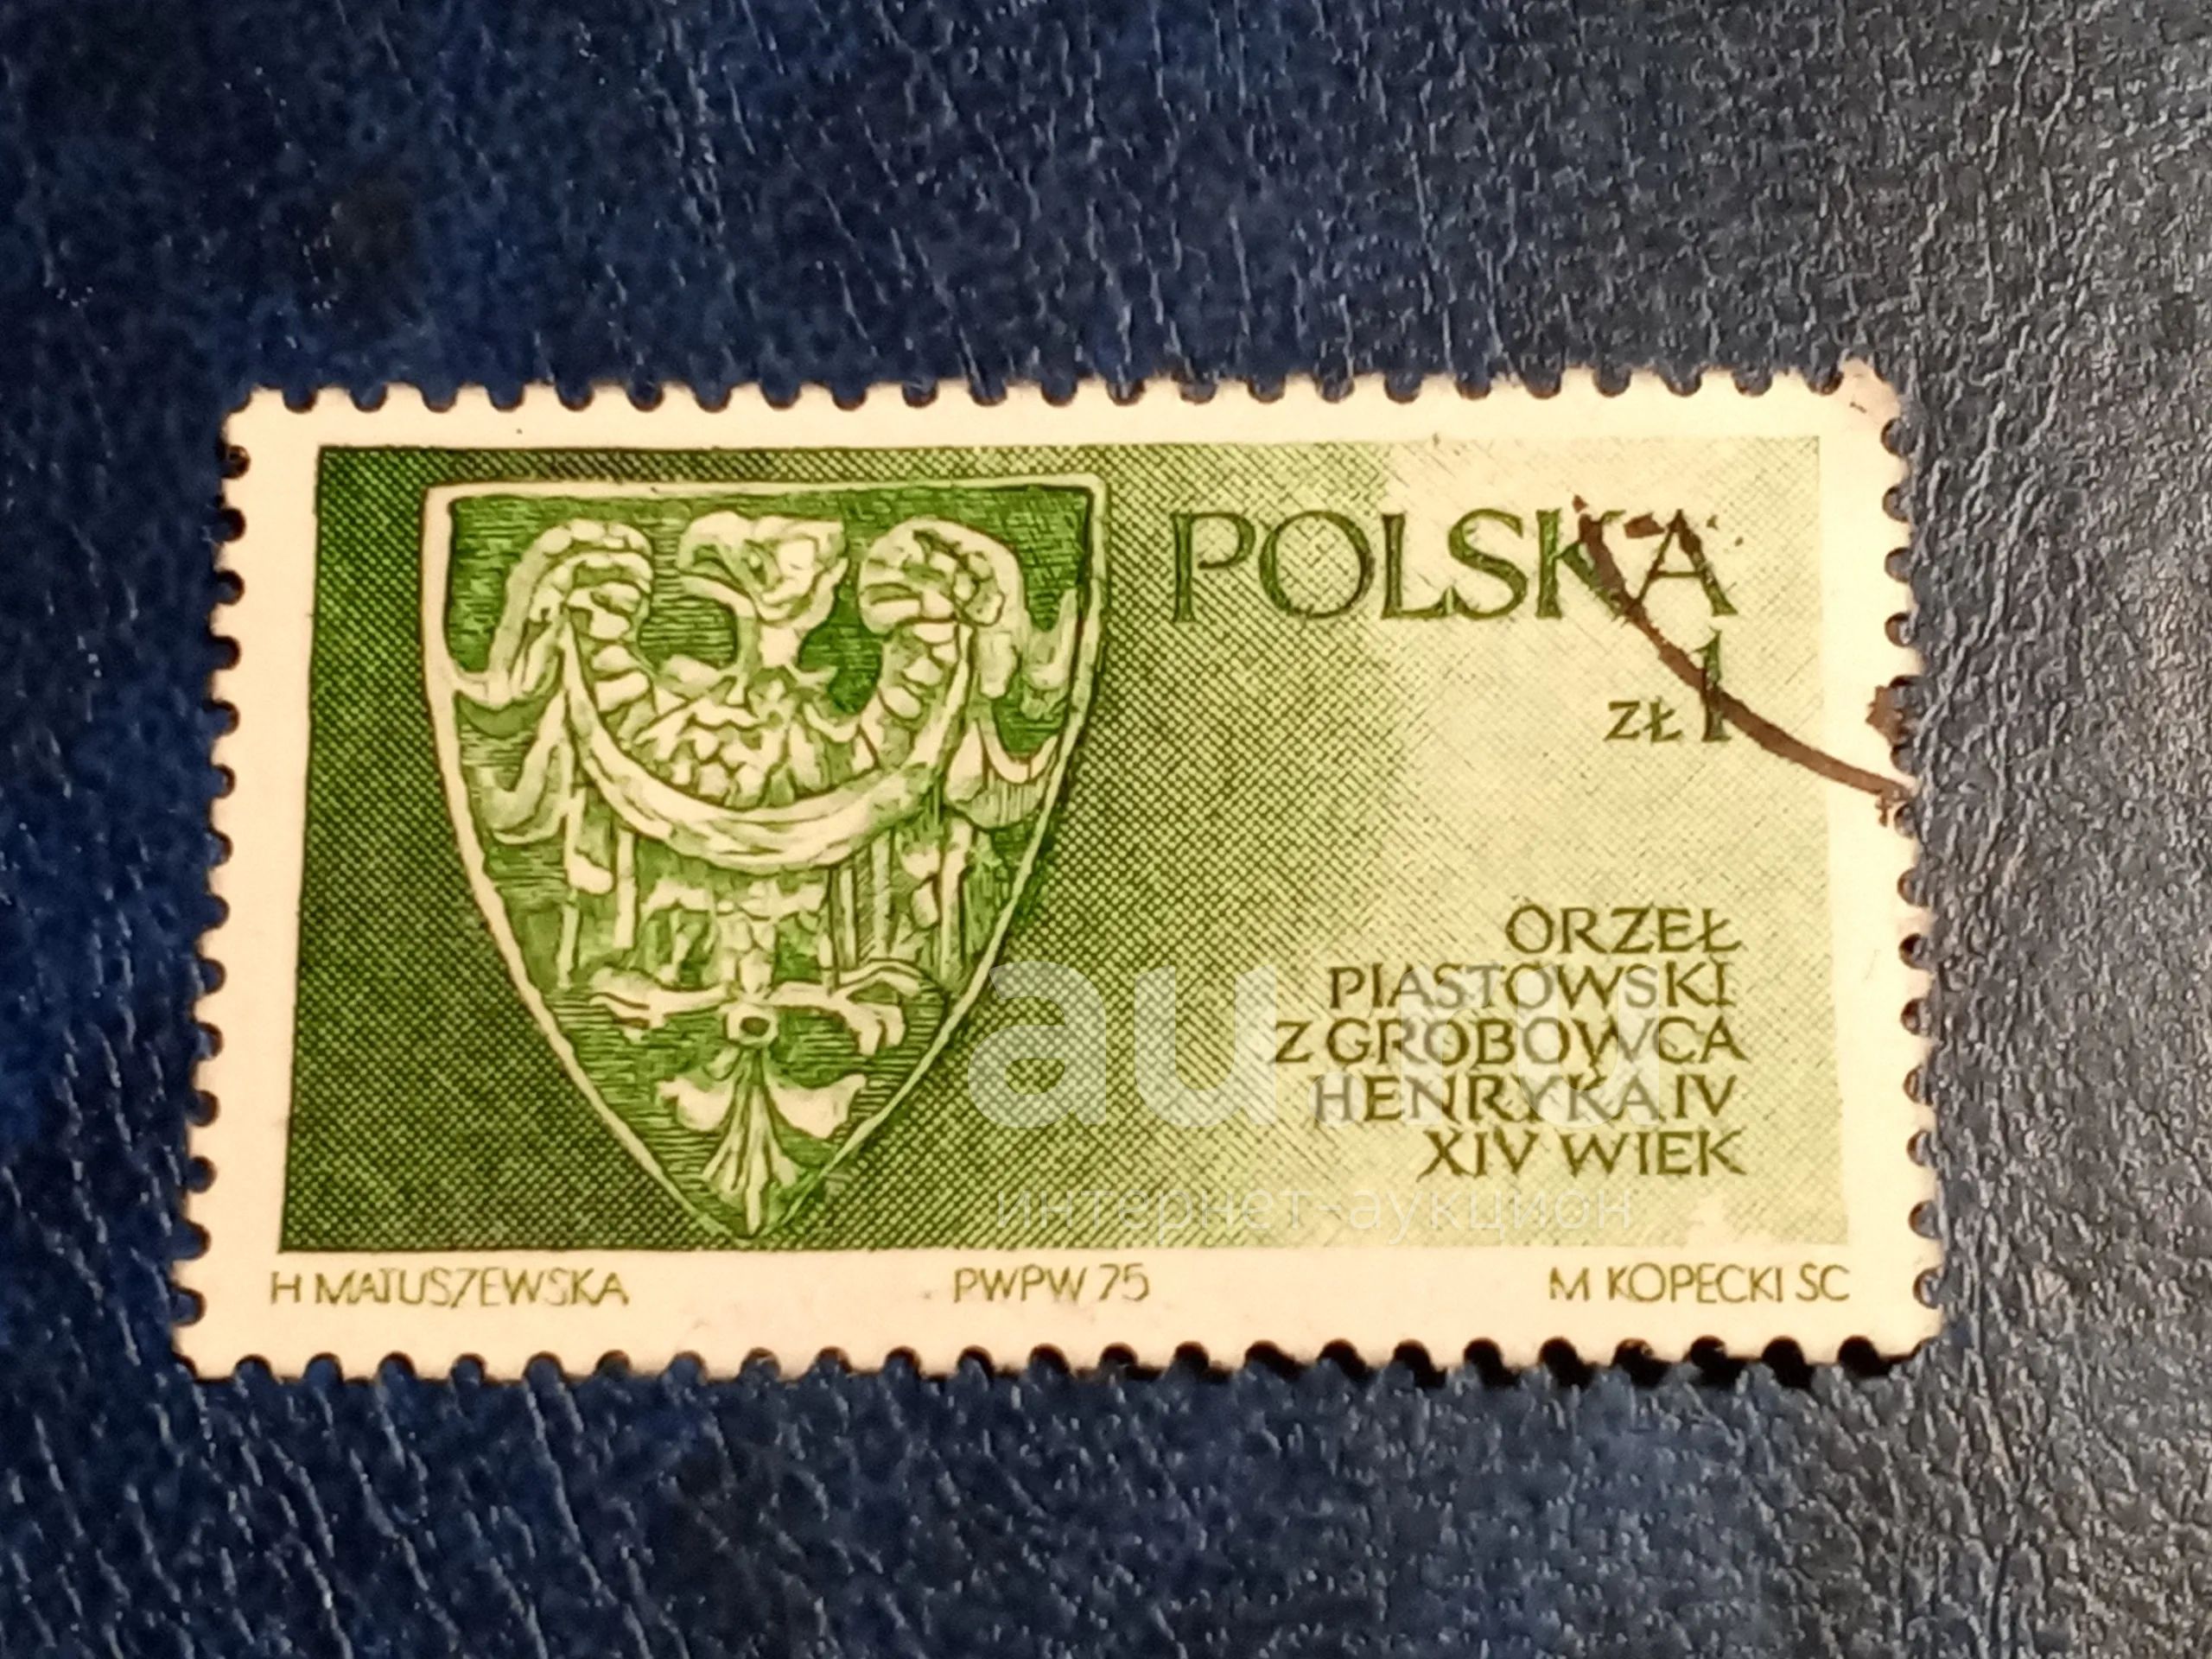 POLSKA
ZŁ 1
ORZEŁ
PIASTOWSKI
Z GROBOWCA
HENRYKA IV
XIV WIEK
H MATUSZEWSKA
PWPW 75
M KOPECKI SC
au.ru
интернет-аукцион